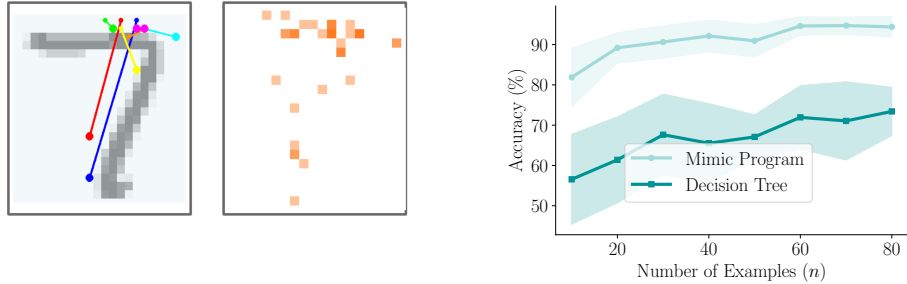 90
80
70
60
50
Accuracy (%)
Mimic Program
Decision Tree
20
40
60
80
Number of Examples (n)